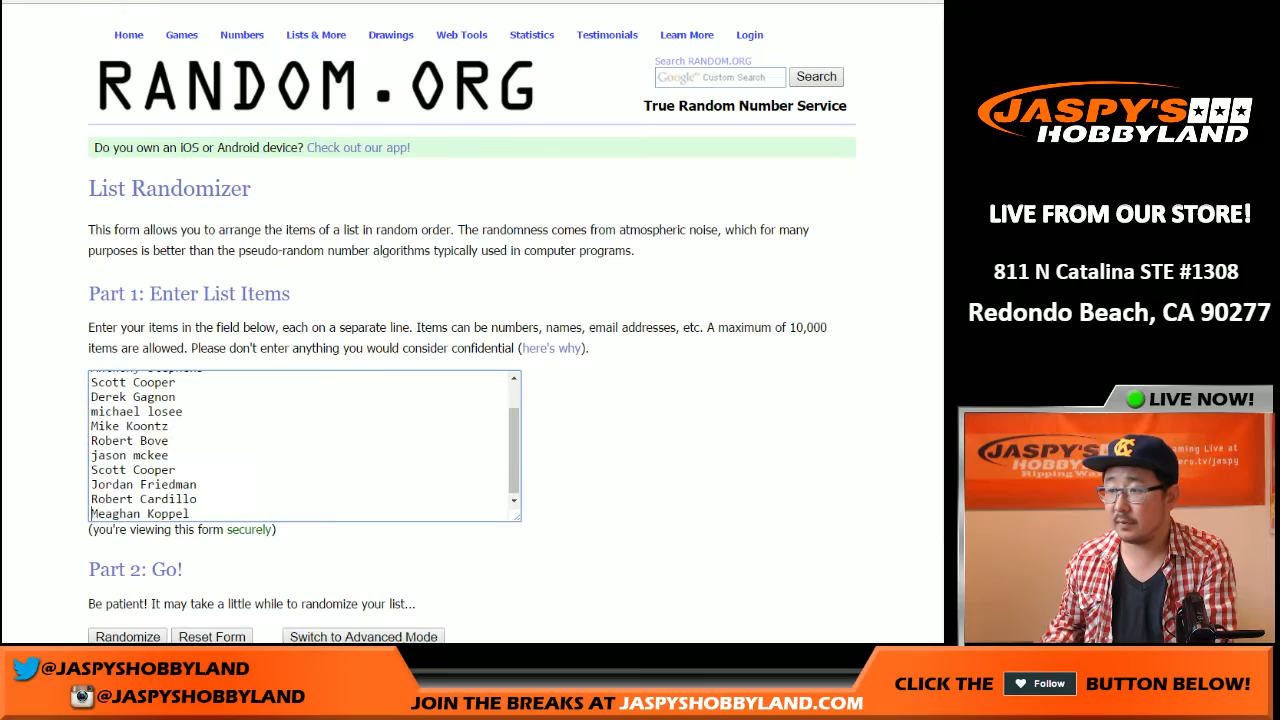 Home Games Numbers Lists & More Drawings Web Tools Statistics Testimonials Learn More Login
RANDOM.ORG
Search RANDOM.ORG
Google™ Custom Search
Search
True Random Number Service
Do you own an iOS or Android device? Check out our app!
List Randomizer
This form allows you to arrange the items of a list in random order. The randomness comes from atmospheric noise, which for many
purposes is better than the pseudo-random number algorithms typically used in computer programs.
Part 1: Enter List Items
Enter your items in the field below, each on a separate line. Items can be numbers, names, email addresses, etc. A maximum of 10,000
items are allowed. Please don't enter anything you would consider confidential (here's why).
Scott Cooper
Derek Gagnon
michael losee
Mike Koontz
Robert Bove
jason mckee
Scott Cooper
Jordan Friedman
Robert Cardillo
Meaghan Koppel
(you're viewing this form securely)
Part 2: Go!
Be patient! It may take a little while to randomize your list...
Randomize Reset Form Switch to Advanced Mode
JASPY'S
HOBBYLAND
LIVE FROM OUR STORE!
811 N Catalina STE #1308
Redondo Beach, CA 90277
LIVE NOW!
JASPY'S
HOBB
Ripping Wa
ing Live at
ers.tv/jaspy
@JASPYSHOBBYLAND
@JASPYSHOBBYLAND
JOIN THE BREAKS AT JASPYSHOBBYLAND.COM
CLICK THE Follow BUTTON BELOW!